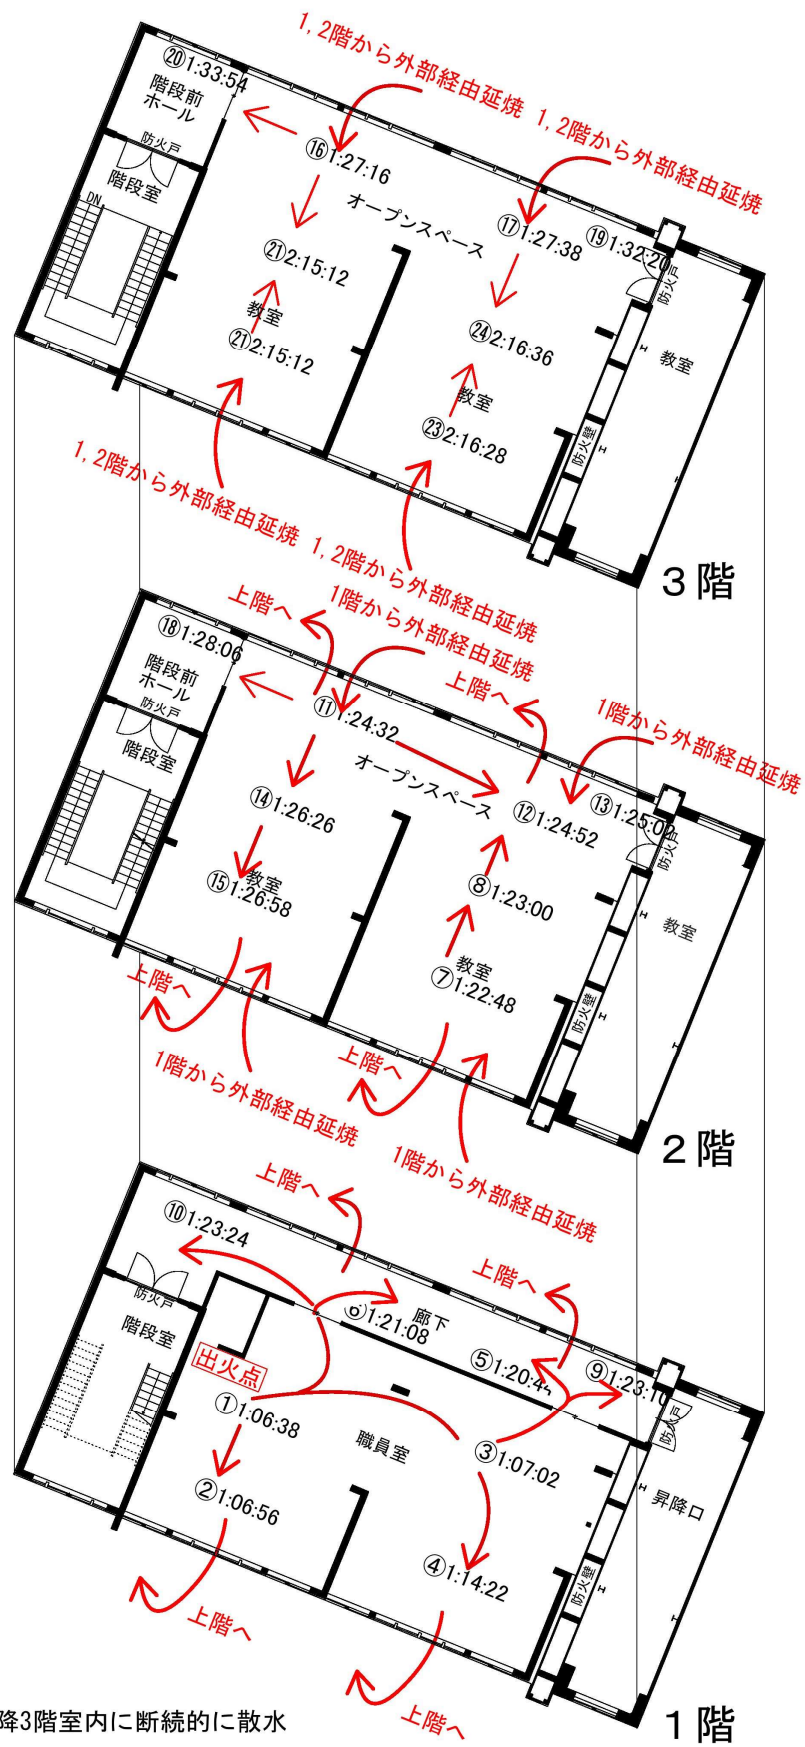 1,2階から外部経由延焼
1,2階から外部経由延焼
⑳1:33:54
階段前
ホール
防火戸
階段室
DN
⑯1:27:16
オープンスペース
⑰1:27:38
⑲1:32:20
防火戸
㉑2:15:12
教室
㉑2:15:12
㉔2:16:36
教室
㉓2:16:28
教室
防火壁
1,2階から外部経由延焼
1,2階から外部経由延焼
3階
上階へ
1階から外部経由延焼
上階へ
1階から外部経由延焼
⑱1:28:06
階段前
ホール
防火戸
階段室
⑪1:24:32
オープンスペース
⑫1:24:52
⑬1:25:02
防火戸
⑭1:26:26
教室
⑮1:26:58
⑧1:23:00
教室
⑦1:22:48
教室
防火壁
上階へ
上階へ
1階から外部経由延焼
1階から外部経由延焼
2階
上階へ
上階へ
⑩1:23:24
防火戸
階段室
⑥1:21:08
廊下
⑤1:20:44
⑨1:23:10
防火戸
出火点
①1:06:38
職員室
③1:07:02
昇降口
②1:06:56
④1:14:22
防火壁
上階へ
上階へ
降3階室内に断続的に散水
1階